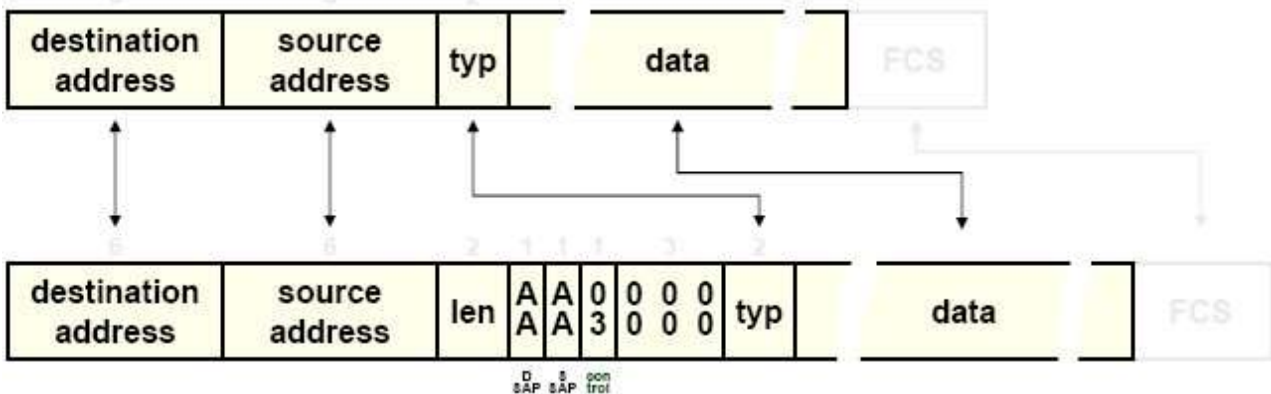 destination address
source address
typ
data
FCS
6
6
2
1
1
1
3
2
destination address
source address
len
A A
A A
0 3
0 0 0
0 0 0
typ
data
FCS
D SAP
S SAP
con trol